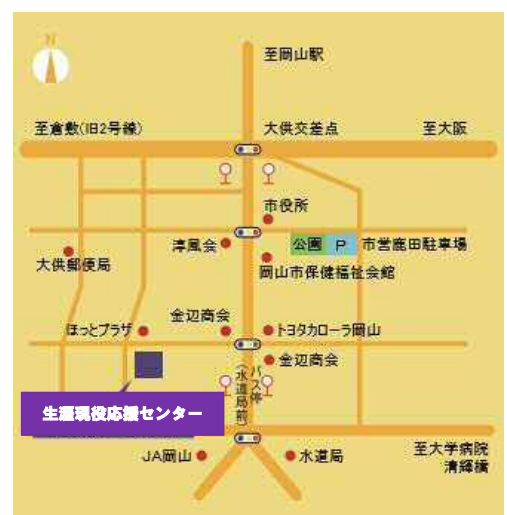 N
至岡山駅
至倉敷(旧2号線)
大供交差点
至大阪
市役所
淳風会
公園
P
市営鹿田駐車場
大供郵便局
岡山市保健福祉会館
金辺商会
ほっとプラザ
トヨタカローラ岡山
金辺商会
バス停
(水道局前)
生涯現役応援センター
JA岡山
水道局
至大学病院
清輝橋